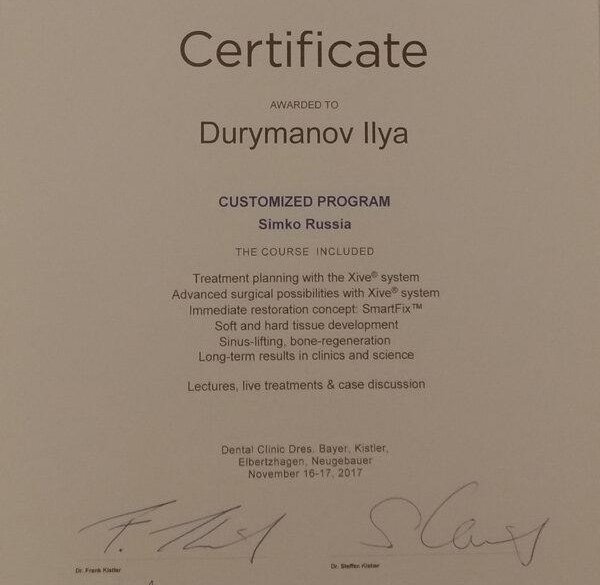 Certificate
AWARDED TO
Durymanov Ilya
CUSTOMIZED PROGRAM
Simko Russia
THE COURSE INCLUDED
Treatment planning with the Xive® system
Advanced surgical possibilities with Xive® system
Immediate restoration concept: SmartFix™
Soft and hard tissue development
Sinus-lifting, bone-regeneration
Long-term results in clinics and science
Lectures, live treatments & case discussion
Dental Clinic Dres. Bayer, Kistler,
Elbertzhagen, Neugebauer
November 16-17, 2017
Dr. Frank Kistler
Dr. Steffen Kistler